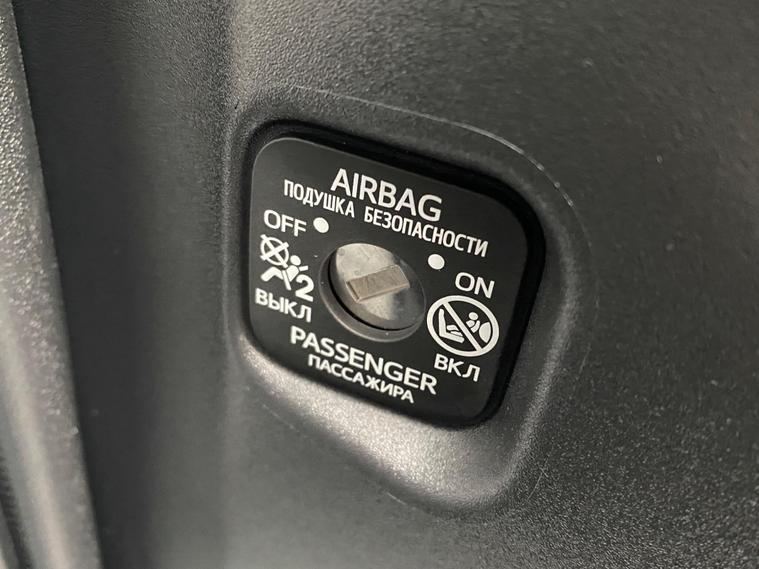 AIRBAG
ПОДУШКА БЕЗОПАСНОСТИ
OFF
ON
2
ВЫКЛ
ВКЛ
PASSENGER
ПАССАЖИРА